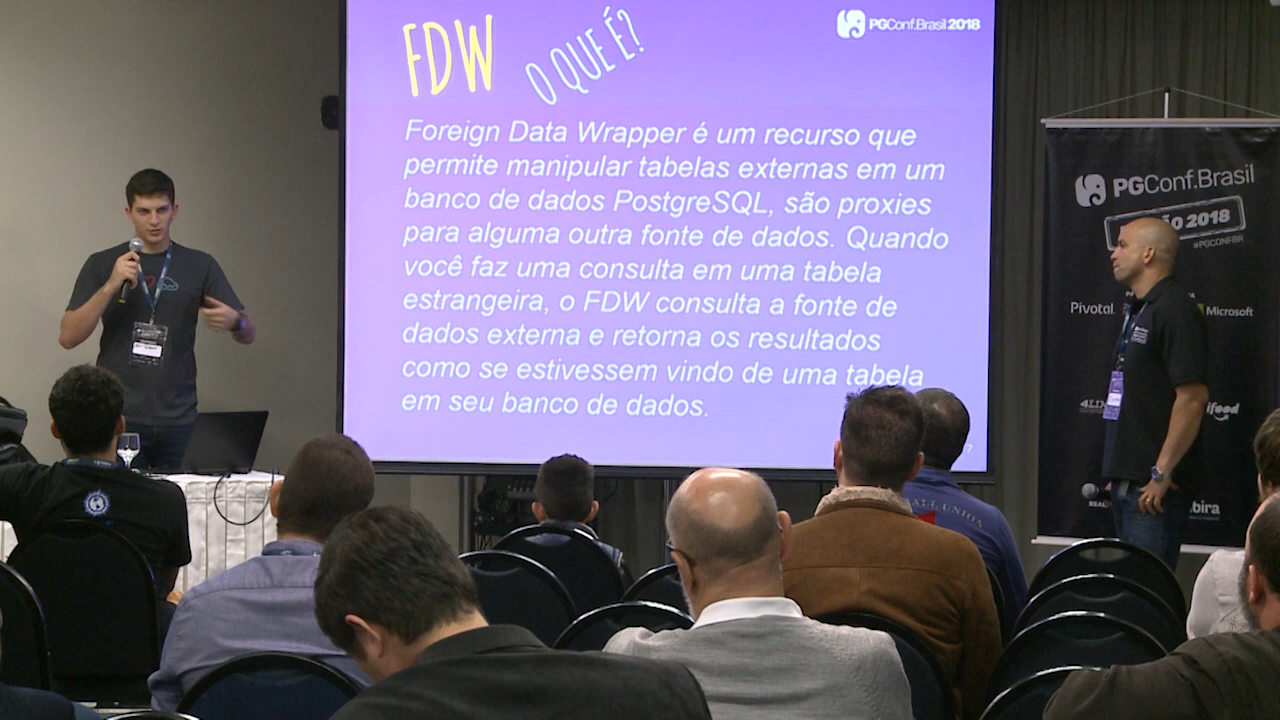 FDW
O QUE É?
PGConf.Brasil 2018
Foreign Data Wrapper é um recurso que
permite manipular tabelas externas em um
banco de dados PostgreSQL, são proxies
para alguma outra fonte de dados. Quando
você faz uma consulta em uma tabela
estrangeira, o FDW consulta a fonte de
dados externa e retorna os resultados
como se estivessem vindo de uma tabela
em seu banco de dados.
7
PGConf.Brasil
2018
#PGCONFBR
Pivotal
Microsoft